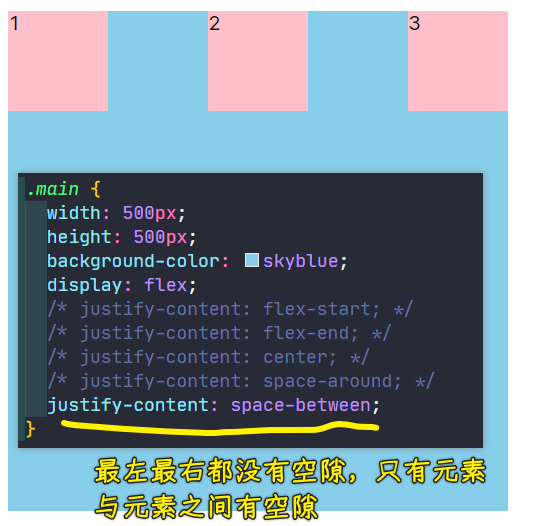 1 2 3
.main {
width: 500px;
height: 500px;
background-color: skyblue;
display: flex;
/* justify-content: flex-start; */
/* justify-content: flex-end; */
/* justify-content: center; */
/* justify-content: space-around; */
justify-content: space-between;
}
最左最右都没有空隙，只有元素
与元素之间有空隙